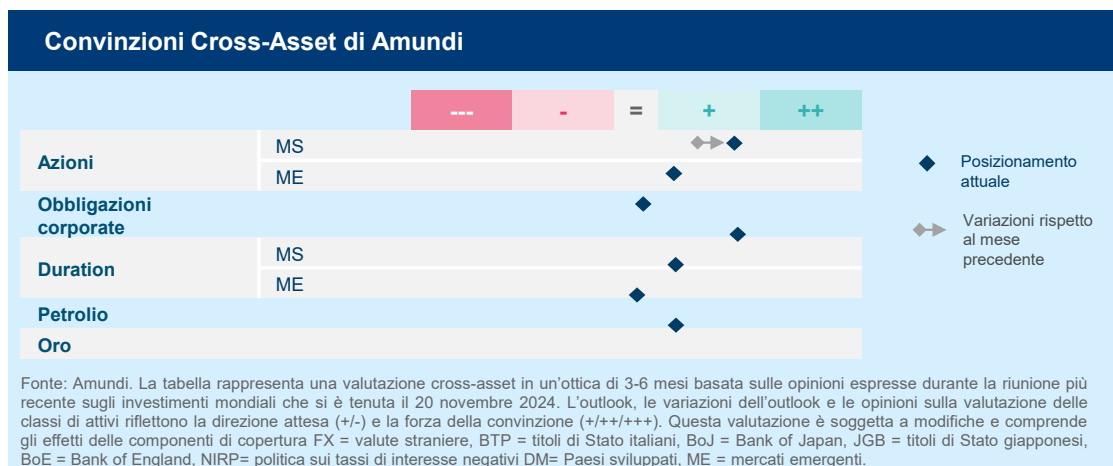 Convinzioni Cross-Asset di Amundi
--- - = + ++
Azioni
MS
ME
Obbligazioni
corporate
Duration
MS
ME
Petrolio
Oro
Posizionamento
attuale
Variazioni rispetto
al mese
precedente
Fonte: Amundi. La tabella rappresenta una valutazione cross-asset in un'ottica di 3-6 mesi basata sulle opinioni espresse durante la riunione più
recente sugli investimenti mondiali che si è tenuta il 20 novembre 2024. L'outlook, le variazioni dell'outlook e le opinioni sulla valutazione delle
classi di attivi riflettono la direzione attesa (+/-) e la forza della convinzione (+/++/+++). Questa valutazione è soggetta a modifiche e comprende
gli effetti delle componenti di copertura FX = valute straniere, BTP = titoli di Stato italiani, BoJ = Bank of Japan, JGB = titoli di Stato giapponesi,
BoE = Bank of England, NIRP= politica sui tassi di interesse negativi DM= Paesi sviluppati, ME = mercati emergenti.